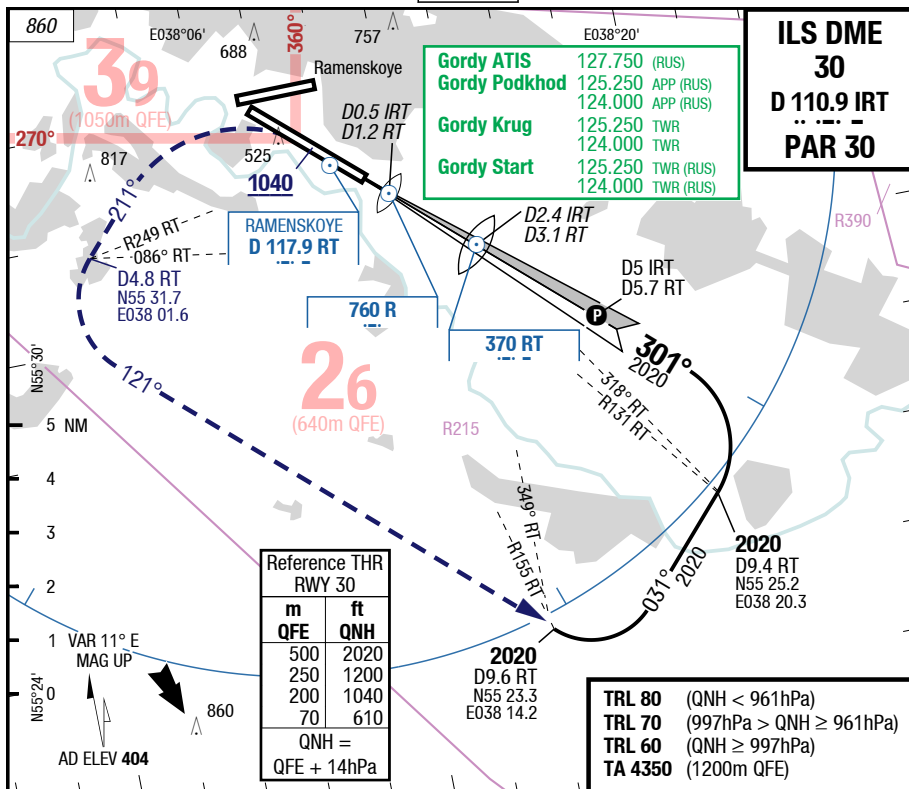 860
E038°06'
688
360°
757
E038°20'
ILS DME
30
D 110.9 IRT
PAR 30
39
(1050m QFE)
Ramenskoye
Gordy ATIS 127.750 (RUS)
Gordy Podkhod 125.250 APP (RUS)
124.000 APP (RUS)
Gordy Krug 125.250 TWR
124.000 TWR
Gordy Start 125.250 TWR (RUS)
124.000 TWR (RUS)
D0.5 IRT
D1.2 RT
270°
817
525
1040
211°
R249 RT
086° RT
RAMENSKOYE
D 117.9 RT
D2.4 IRT
D3.1 RT
R390
D4.8 RT
N55 31.7
E038 01.6
D5 IRT
D5.7 RT
P
760 R
370 RT
301°
2020
N55°30'
121°
26
(640m QFE)
318° RT
R131 RT
R215
5 NM
4
3
2
1
0
349° RT
R155 RT
031°
2020
2020
D9.4 RT
N55 25.2
E038 20.3
Reference THR
RWY 30
m ft
QFE QNH
500 2020
250 1200
200 1040
70 610
QNH =
QFE + 14hPa
2020
D9.6 RT
N55 23.3
E038 14.2
VAR 11° E
MAG UP
N55°24'
860
AD ELEV 404
TRL 80 (QNH < 961hPa)
TRL 70 (997hPa > QNH ≥ 961hPa)
TRL 60 (QNH ≥ 997hPa)
TA 4350 (1200m QFE)